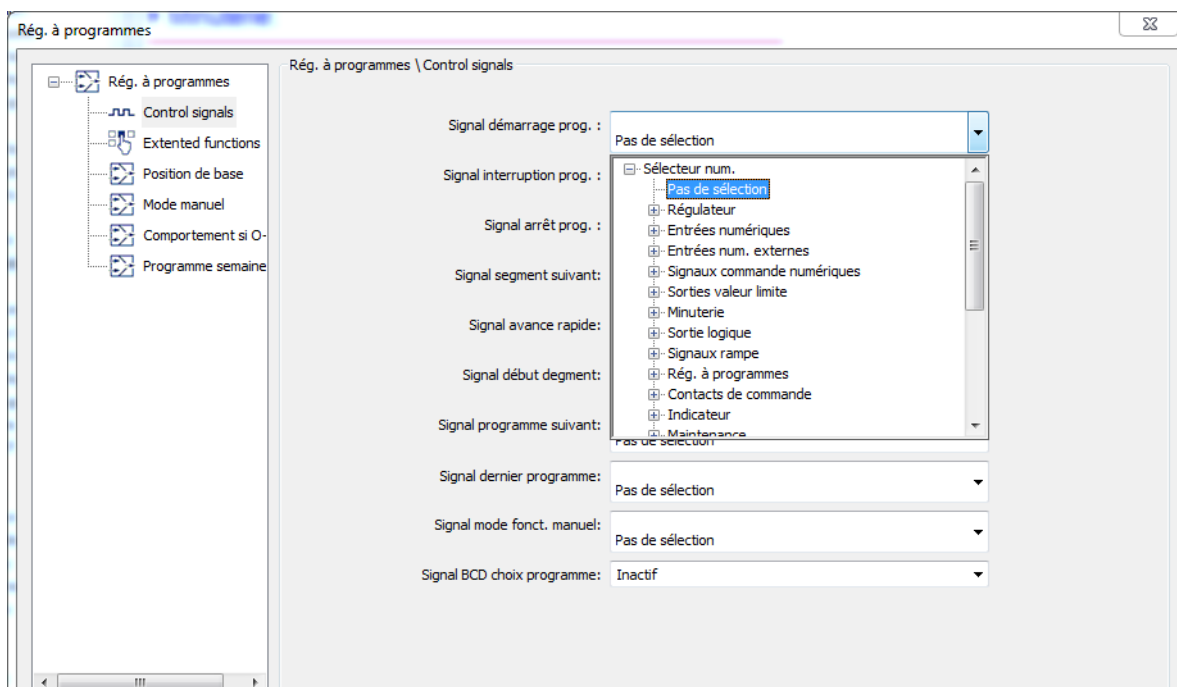 Rég. à programmes
Rég. à programmes
Control signals
Extented functions
Position de base
Mode manuel
Comportement si O-
Programme semaine
Rég. à programmes \ Control signals
Signal démarrage prog. :
Pas de sélection
Sélecteur num.
Pas de sélection
Régulateur
Entrées numériques
Entrées num. externes
Signaux commande numériques
Sorties valeur limite
Minuterie
Sortie logique
Signaux rampe
Rég. à programmes
Contacts de commande
Indicateur
Maintenance
Signal interruption prog. :
Signal arrêt prog. :
Signal segment suivant:
Signal avance rapide:
Signal début degment:
Signal programme suivant:
Pas de sélection
Signal dernier programme:
Pas de sélection
Signal mode fonct. manuel:
Pas de sélection
Signal BCD choix programme:
Inactif